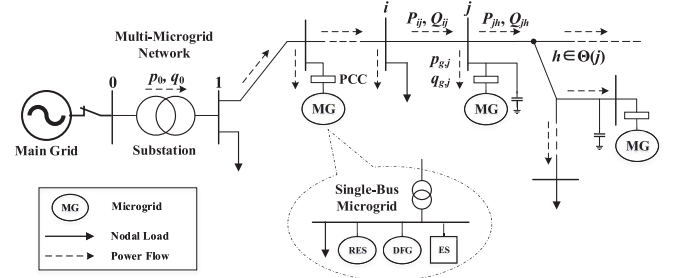 i
j
P_ij, Q_ij
P_jh, Q_jh
Multi-Microgrid
Network
p_g,j
q_g,j
h∈Θ(j)
0
p_0, q_0
1
PCC
MG
MG
MG
Main Grid
Substation
Single-Bus
Microgrid
MG
Microgrid
Nodal Load
Power Flow
RES
DFG
ES